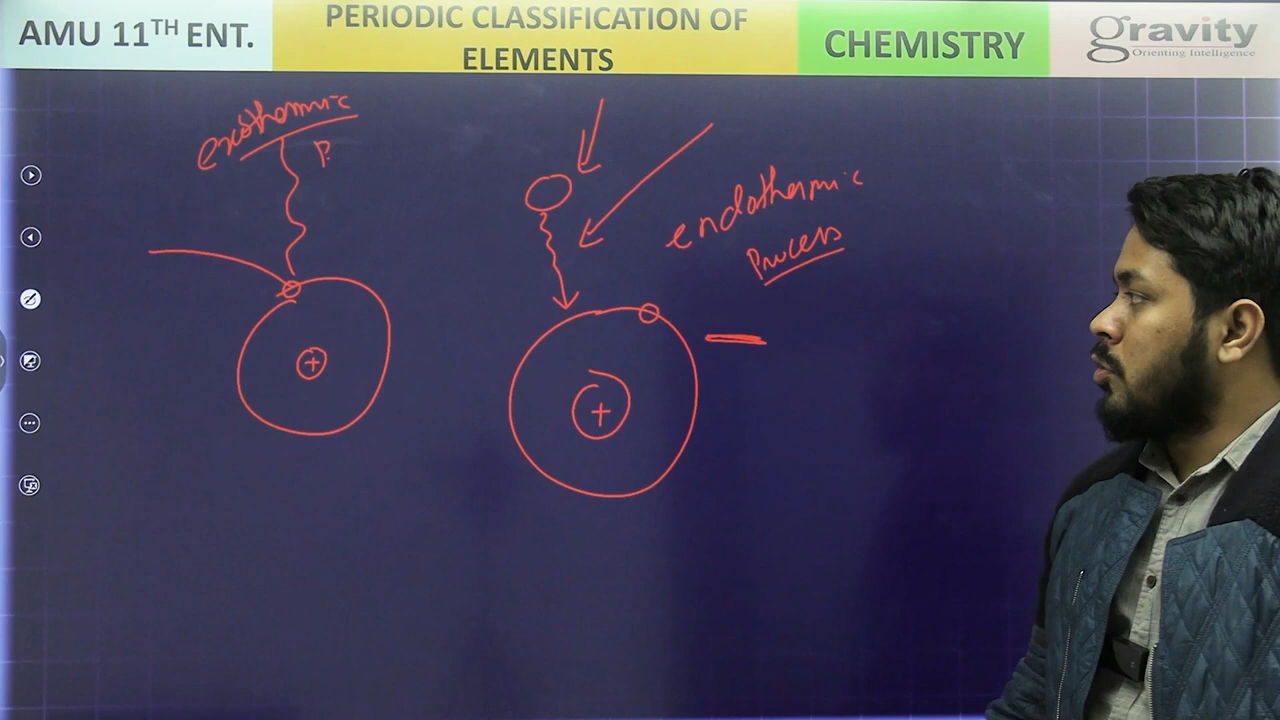 AMU 11TH ENT.
PERIODIC CLASSIFICATION OF
ELEMENTS
CHEMISTRY
gravity
Orienting Intelligence
exothermic
P.
+
endothermic
Process
+